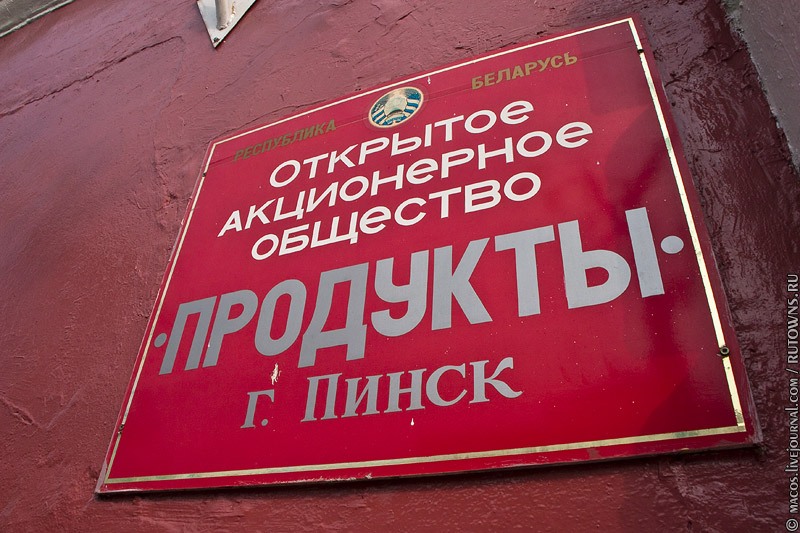 РЕСПУБЛИКА БЕЛАРУСЬ
ОТКРЫТОЕ
АКЦИОНЕРНОЕ
ОБЩЕСТВО
·ПРОДУКТЫ·
г. ПИНСК
© macos.livejournal.com / RUTOWNS.RU